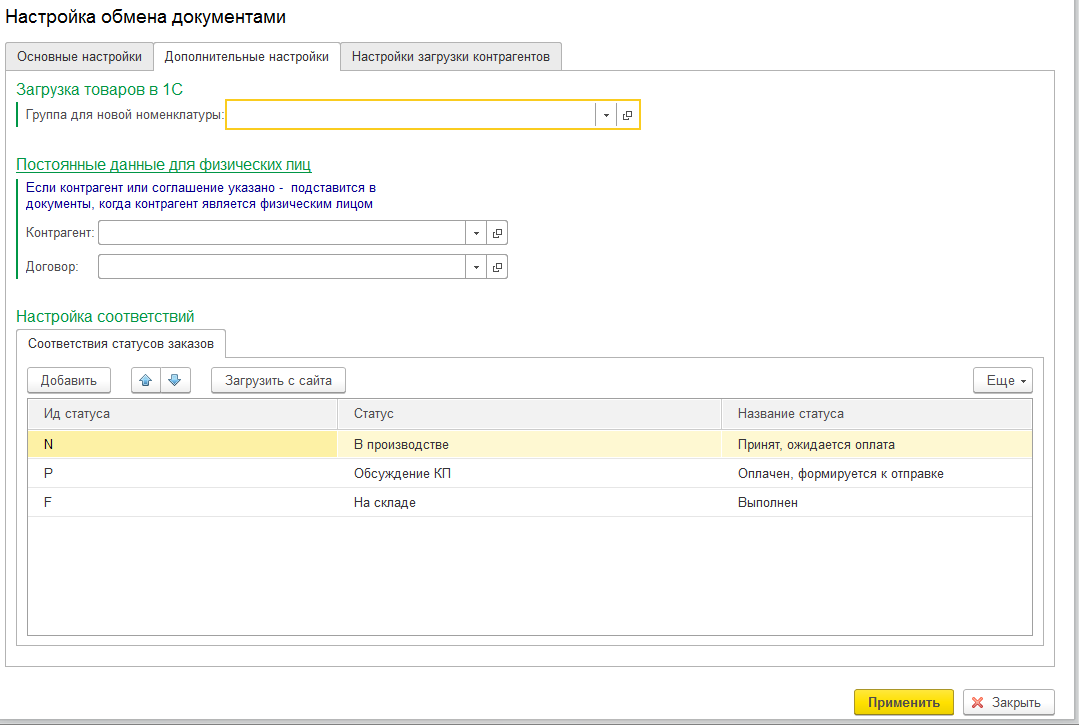 Настройка обмена документами
Основные настройки Дополнительные настройки Настройки загрузки контрагентов
Загрузка товаров в 1С
Группа для новой номенклатуры:
Постоянные данные для физических лиц
Если контрагент или соглашение указано - подставится в
документы, когда контрагент является физическим лицом
Контрагент:
Договор:
Настройка соответствий
Соответствия статусов заказов
Добавить Загрузить с сайта Еще
Ид статуса Статус Название статуса
N В производстве Принят, ожидается оплата
P Обсуждение КП Оплачен, формируется к отправке
F На складе Выполнен
Применить Закрыть